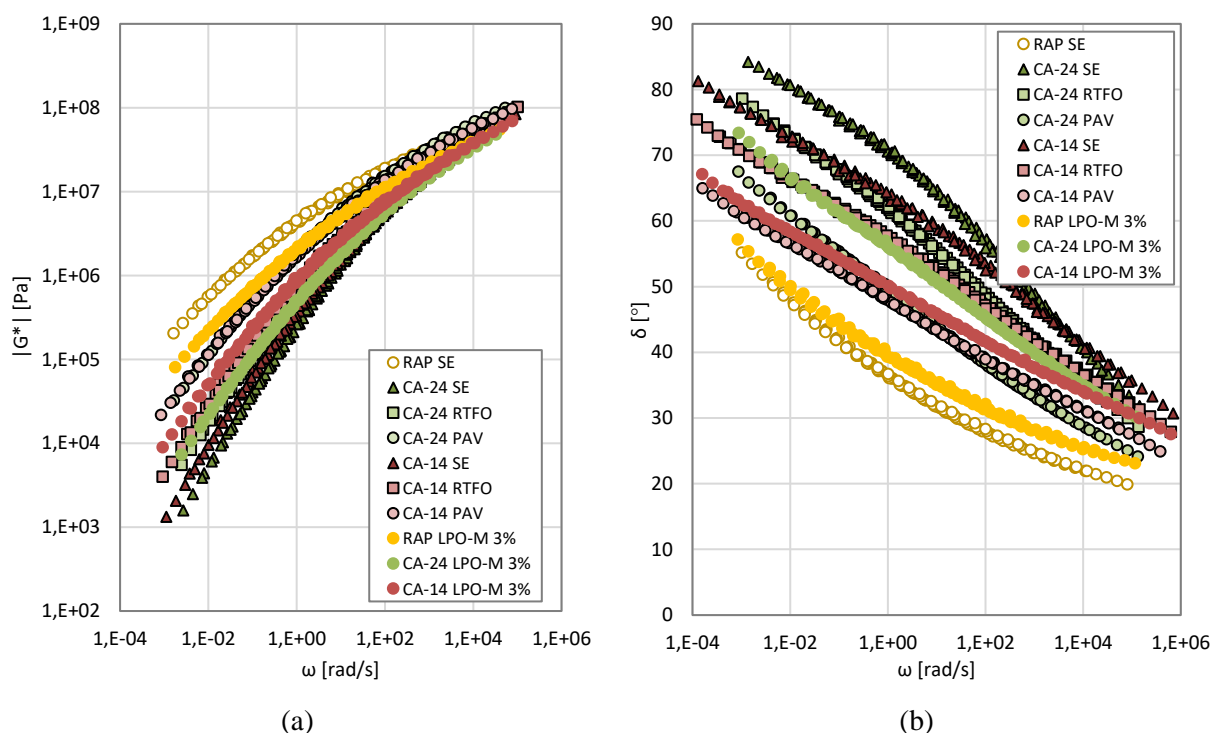 1,E+09
1,E+08
1,E+07
1,E+06
1,E+05
1,E+04
1,E+03
1,E+02
|G*| [Pa]
1,E-04
1,E-02
1,E+00
1,E+02
1,E+04
1,E+06
ω [rad/s]
RAP SE
CA-24 SE
CA-24 RTFO
CA-24 PAV
CA-14 SE
CA-14 RTFO
CA-14 PAV
RAP LPO-M 3%
CA-24 LPO-M 3%
CA-14 LPO-M 3%
(a)
90
80
70
60
50
40
30
20
10
0
δ [°]
1,E-04
1,E-02
1,E+00
1,E+02
1,E+04
1,E+06
ω [rad/s]
RAP SE
CA-24 SE
CA-24 RTFO
CA-24 PAV
CA-14 SE
CA-14 RTFO
CA-14 PAV
RAP LPO-M 3%
CA-24 LPO-M 3%
CA-14 LPO-M 3%
(b)